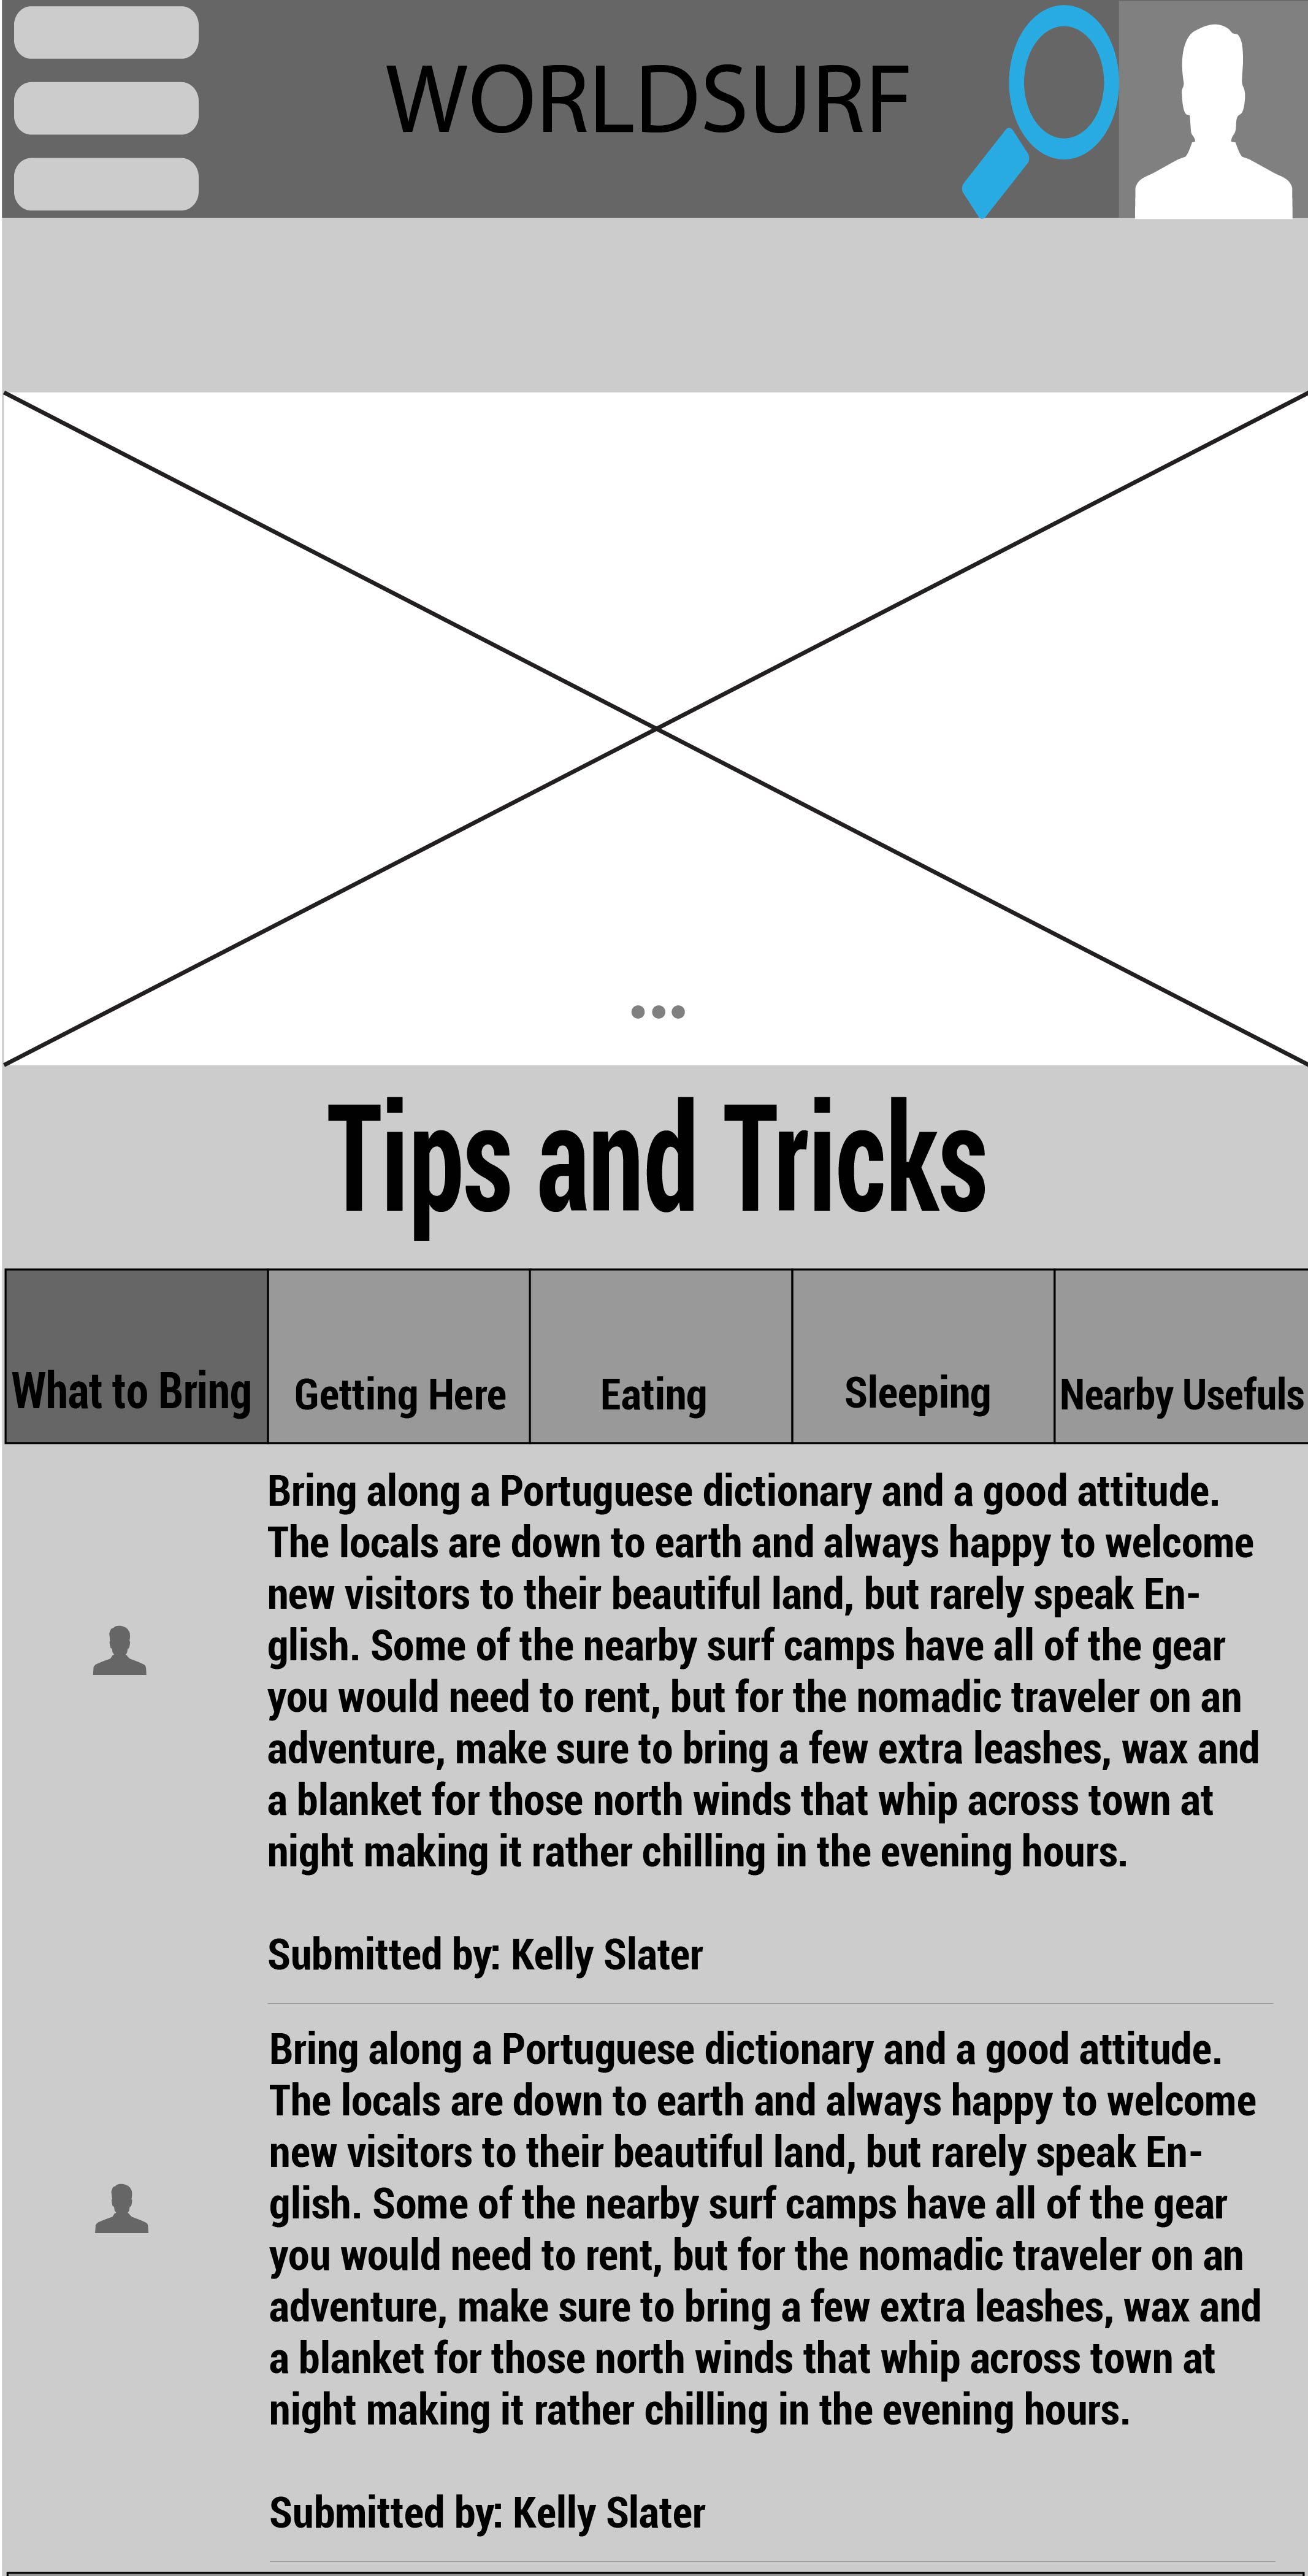 WORLDSURF
Tips and Tricks
What to Bring
Getting Here
Eating
Sleeping
Nearby Usefuls
Bring along a Portuguese dictionary and a good attitude.
The locals are down to earth and always happy to welcome
new visitors to their beautiful land, but rarely speak En-
glish. Some of the nearby surf camps have all of the gear
you would need to rent, but for the nomadic traveler on an
adventure, make sure to bring a few extra leashes, wax and
a blanket for those north winds that whip across town at
night making it rather chilling in the evening hours.
Submitted by: Kelly Slater
Bring along a Portuguese dictionary and a good attitude.
The locals are down to earth and always happy to welcome
new visitors to their beautiful land, but rarely speak En-
glish. Some of the nearby surf camps have all of the gear
you would need to rent, but for the nomadic traveler on an
adventure, make sure to bring a few extra leashes, wax and
a blanket for those north winds that whip across town at
night making it rather chilling in the evening hours.
Submitted by: Kelly Slater